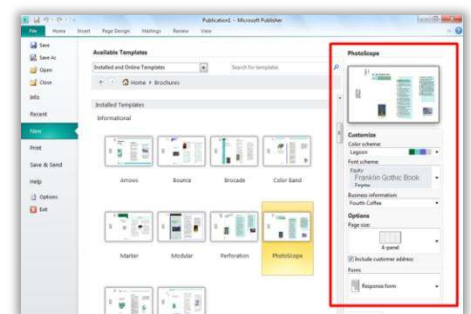 Publication1 - Microsoft Publisher
File Home Insert Page Design Mailings Review View
Save
Save As
Open
Close
Info
Recent
New
Print
Save & Send
Help
Options
Exit
Available Templates
Installed and Online Templates
Search for templates
Home Brochures
Installed Templates
Informational
Arrows Bounce Brocade Color Band
Marker Modular Perforation PhotoScope
PhotoScope
Customize
Color scheme:
Lagoon
Font scheme:
Equity
Franklin Gothic Book
Business information:
Fourth Coffee
Options
Page size:
4-panel
Include customer address
Form:
Response form